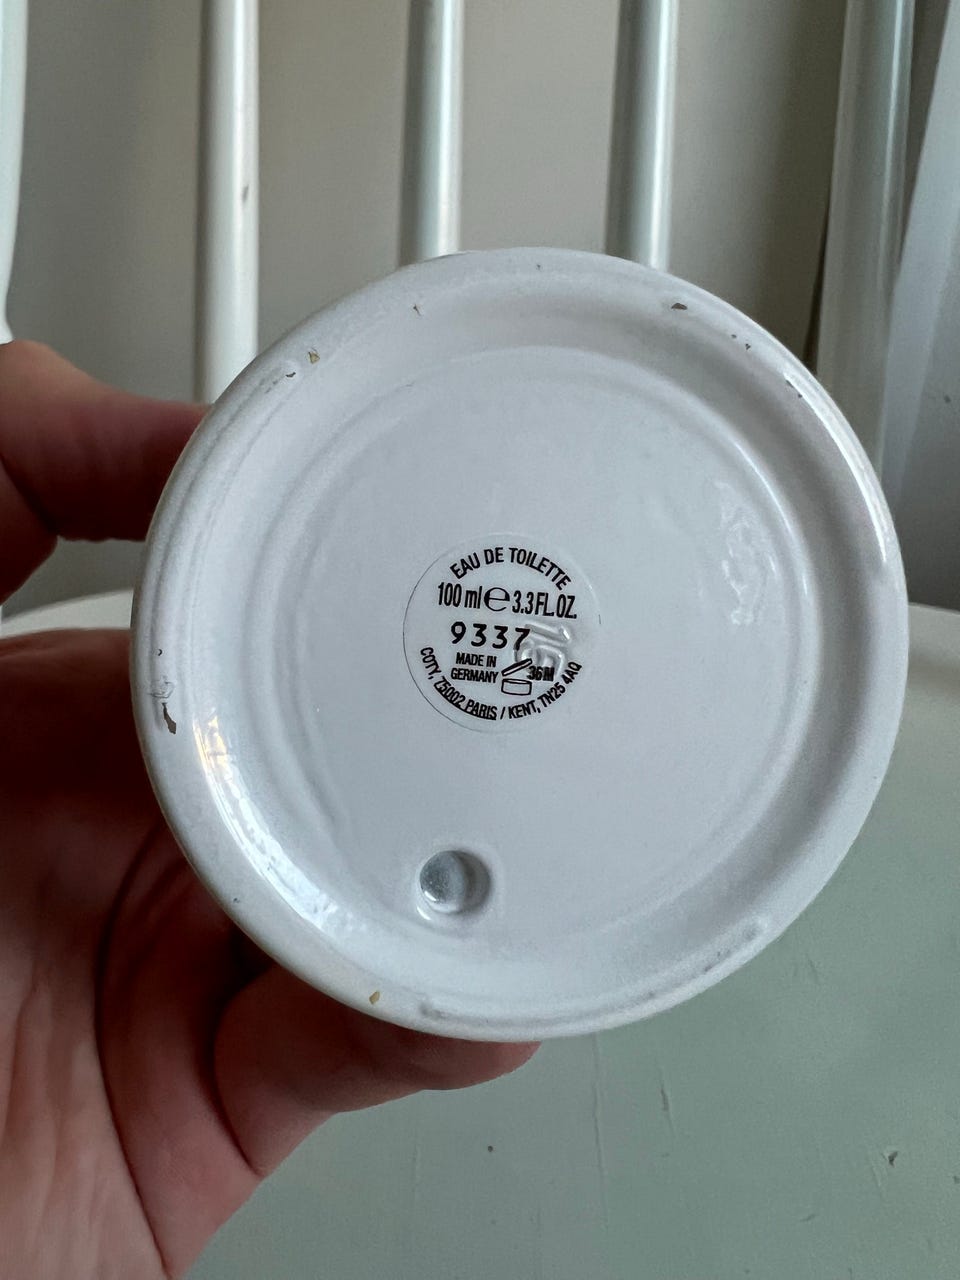 EAU DE TOILETTE
100 ml e 3.3 FL.OZ.
9337
MADE IN
GERMANY
36M
COTY, 75002 PARIS / KENT, TN25 4AQ